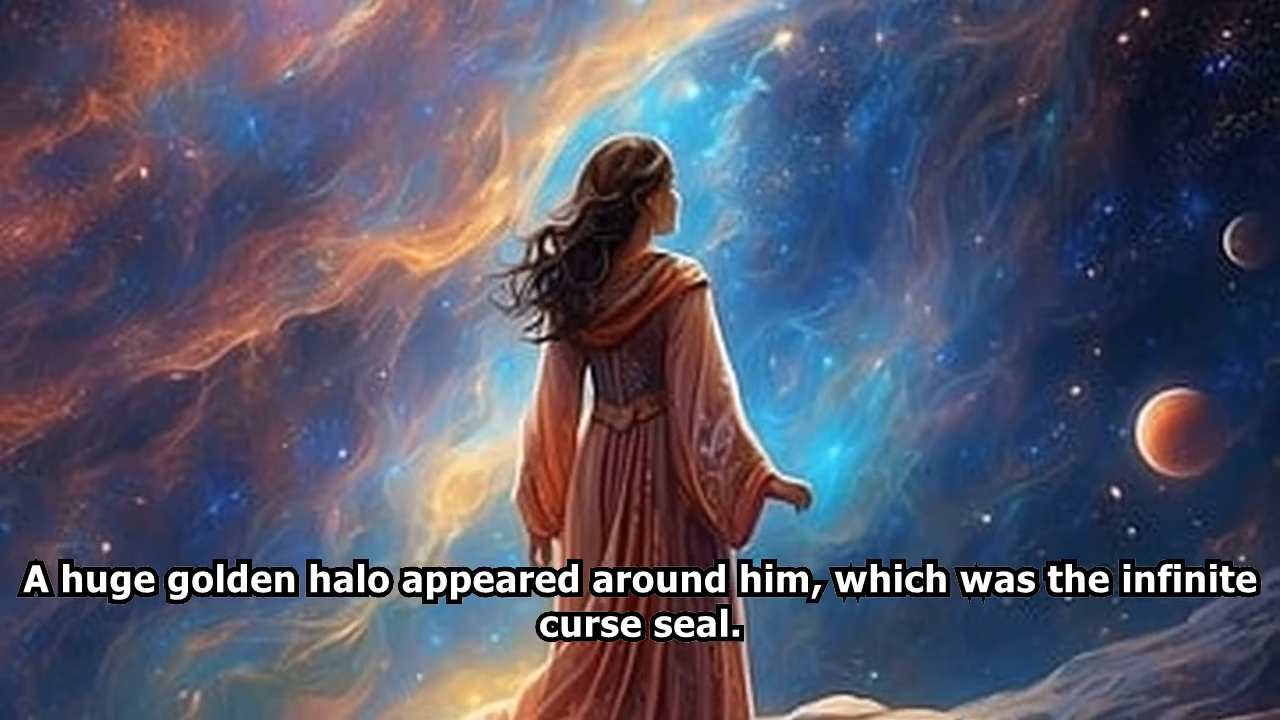 A huge golden halo appeared around him, which was the infinite
curse seal.